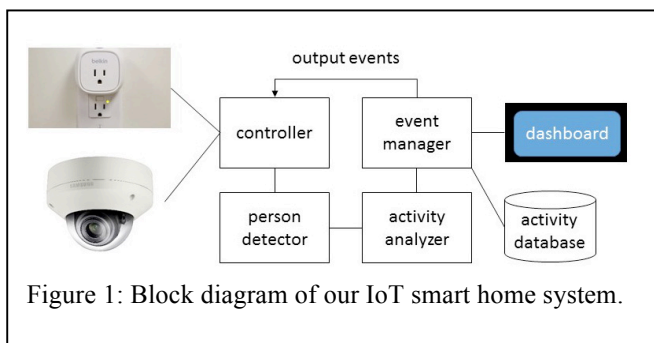 belkin
output events
controller
event
manager
dashboard
person
detector
activity
analyzer
activity
database
Figure 1: Block diagram of our IoT smart home system.